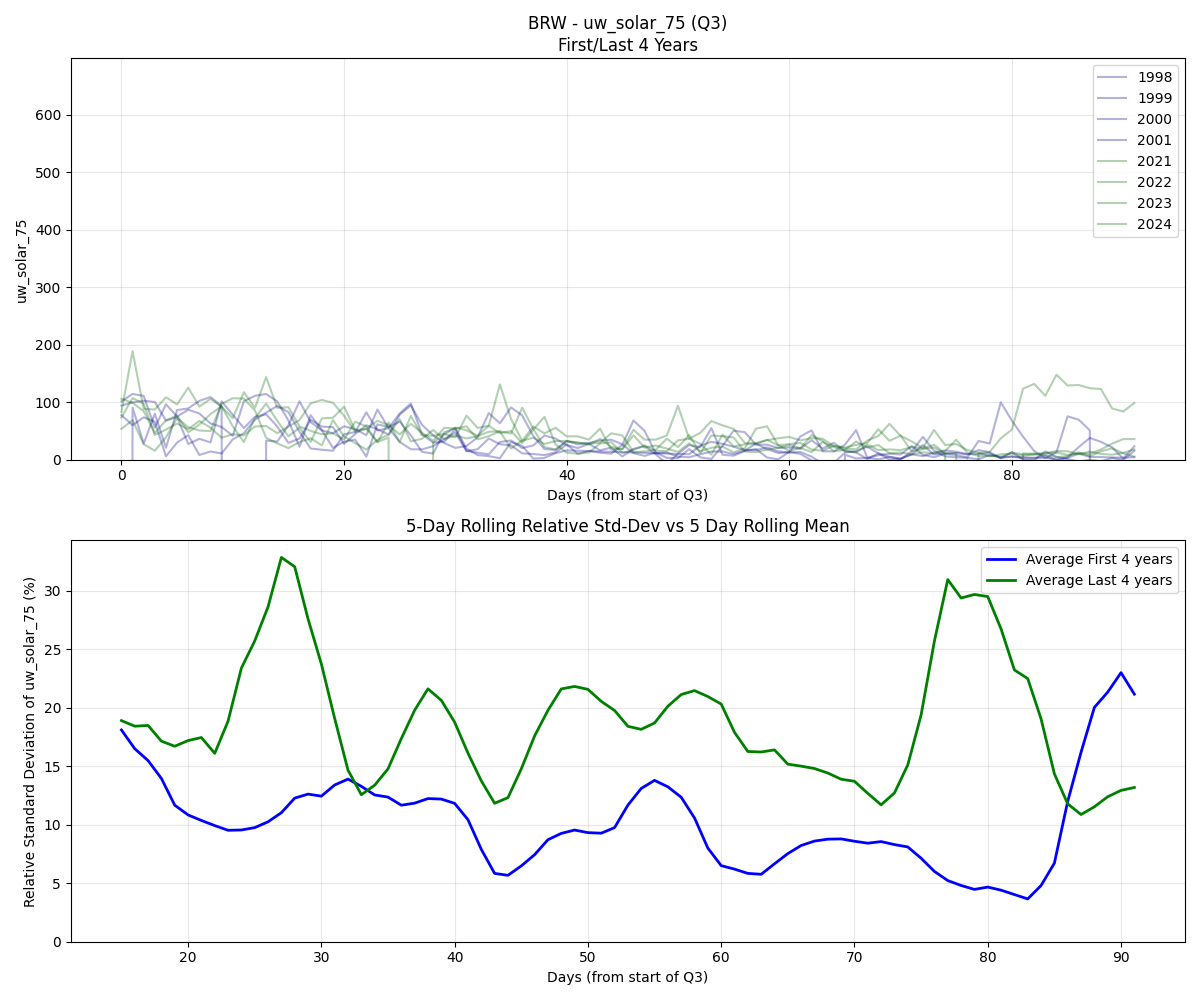 BRW - uw_solar_75 (Q3)
First/Last 4 Years
600
500
400
300
200
100
0
uw_solar_75
1998
1999
2000
2001
2021
2022
2023
2024
0 20 40 60 80
Days (from start of Q3)
5-Day Rolling Relative Std-Dev vs 5 Day Rolling Mean
30
25
20
15
10
5
0
Relative Standard Deviation of uw_solar_75 (%)
Average First 4 years
Average Last 4 years
20 30 40 50 60 70 80 90
Days (from start of Q3)